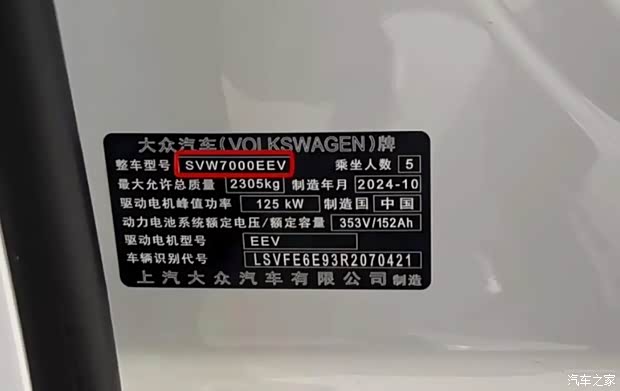 大众汽车(VOLKSWAGEN)牌
整车型号 SVW7000EEV 乘坐人数 5
最大允许总质量 2305kg 制造年月 2024-10
驱动电机峰值功率 125 kW 制造国 中国
动力电池系统额定电压/额定容量 353V/152Ah
驱动电机型号 EEV
车辆识别代号 LSVFE6E93R2070421
上汽大众汽车有限公司 制造
汽车之家